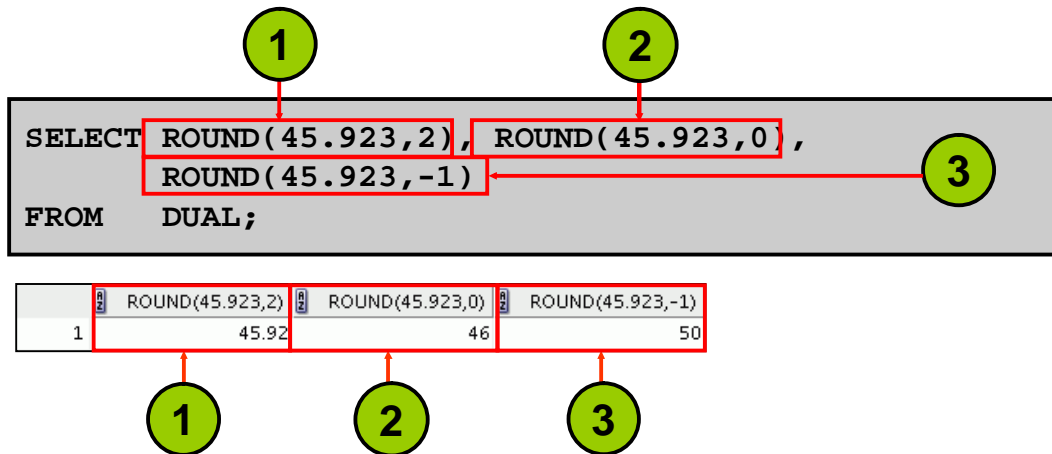 1 2
SELECT ROUND(45.923,2), ROUND(45.923,0),
ROUND(45.923,-1) 3
FROM DUAL;
ROUND(45.923,2) ROUND(45.923,0) ROUND(45.923,-1)
1 45.92 46 50
1 2 3